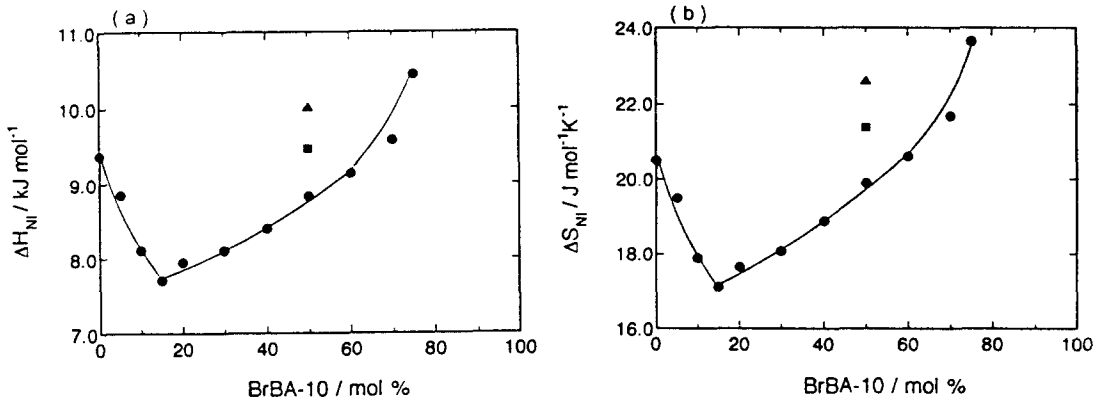 (a)
11.0
10.0
9.0
8.0
7.0
ΔH_NI / kJ mol⁻¹
0 20 40 60 80 100
BrBA-10 / mol %
(b)
24.0
22.0
20.0
18.0
16.0
ΔS_NI / J mol⁻¹K⁻¹
0 20 40 60 80 100
BrBA-10 / mol %